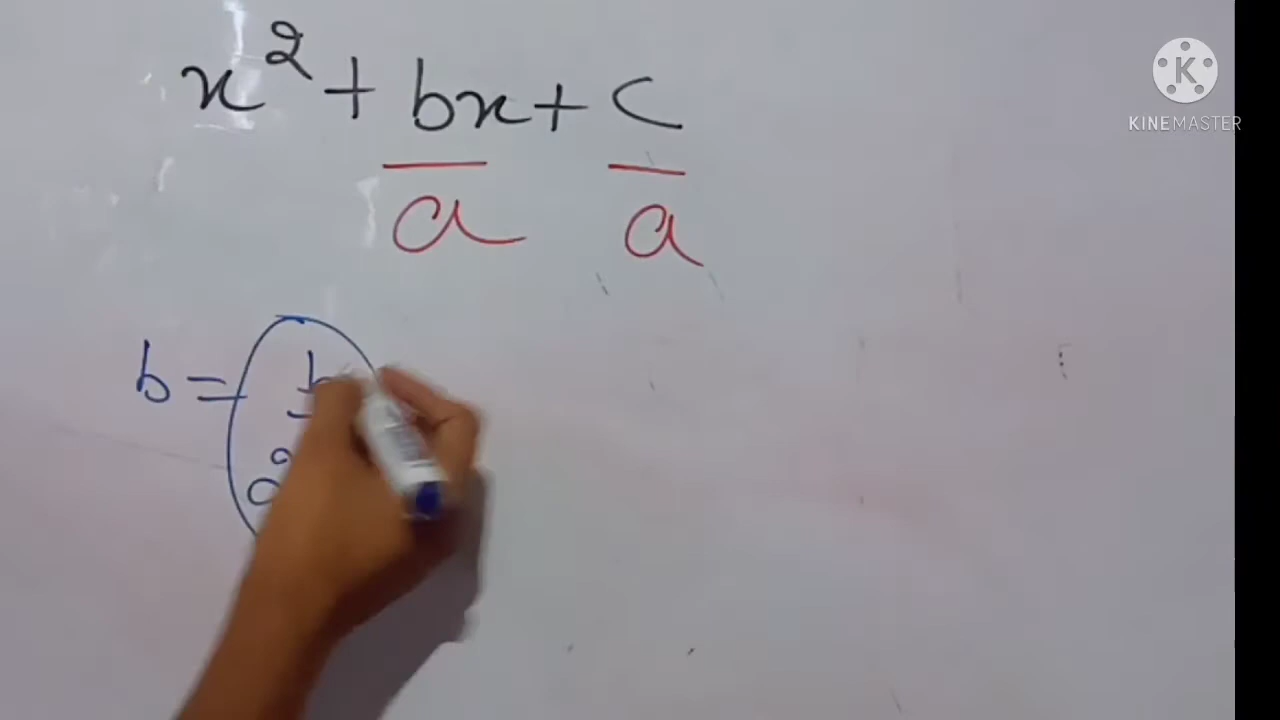 x² + bx + c
a a
b = b
KINEMASTER